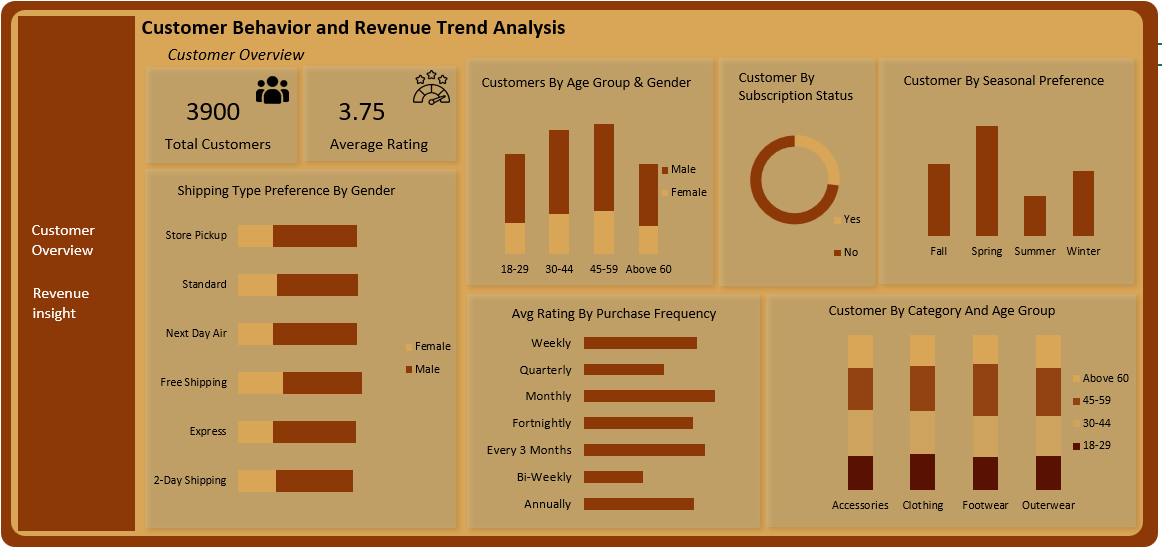 Customer Behavior and Revenue Trend Analysis
Customer Overview
Customer
Overview
Revenue
insight
3900
Total Customers
3.75
Average Rating
Shipping Type Preference By Gender
Store Pickup
Standard
Next Day Air
Free Shipping
Express
2-Day Shipping
Female
Male
Customers By Age Group & Gender
Male
Female
18-29 30-44 45-59 Above 60
Customer By
Subscription Status
Yes
No
Customer By Seasonal Preference
Fall Spring Summer Winter
Avg Rating By Purchase Frequency
Weekly
Quarterly
Monthly
Fortnightly
Every 3 Months
Bi-Weekly
Annually
Customer By Category And Age Group
Above 60
45-59
30-44
18-29
Accessories Clothing Footwear Outerwear